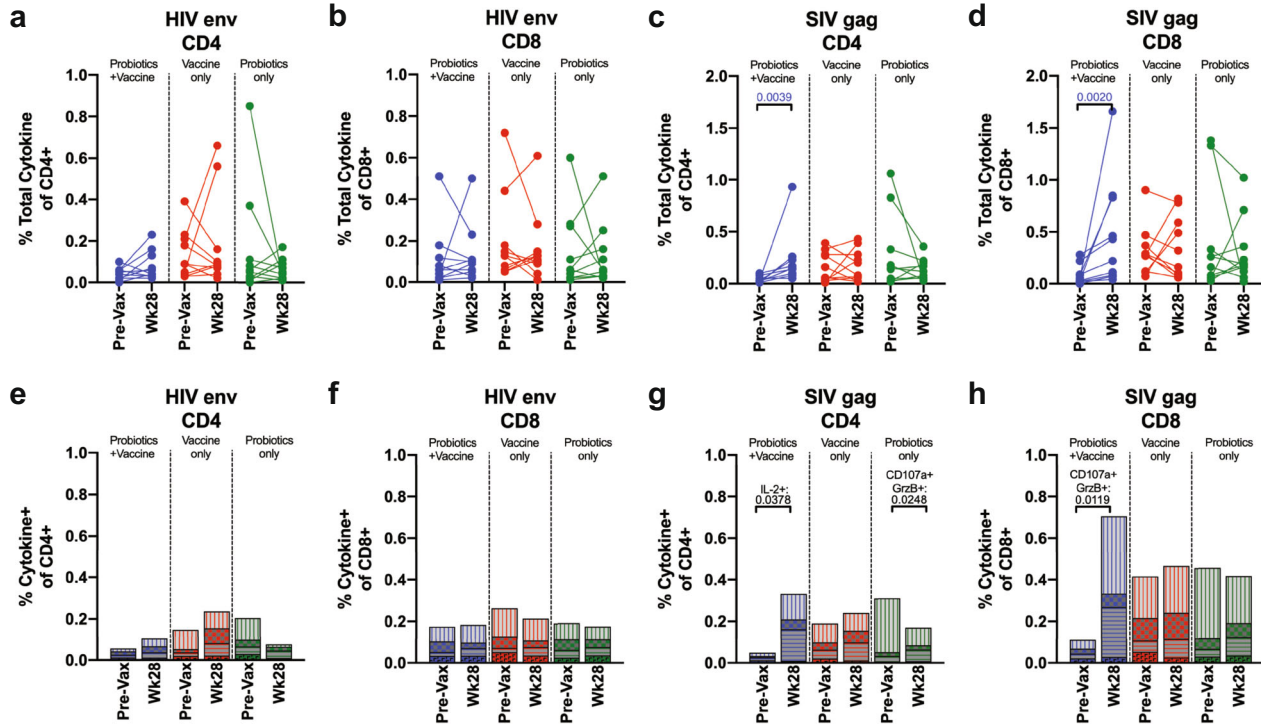 a
HIV env
CD4
Probiotics
+Vaccine
Vaccine
only
Probiotics
only
% Total Cytokine
of CD4+
1.0
0.8
0.6
0.4
0.2
0.0
Pre-Vax
Wk28
Pre-Vax
Wk28
Pre-Vax
Wk28
b
HIV env
CD8
Probiotics
+Vaccine
Vaccine
only
Probiotics
only
% Total Cytokine
of CD8+
1.0
0.8
0.6
0.4
0.2
0.0
Pre-Vax
Wk28
Pre-Vax
Wk28
Pre-Vax
Wk28
c
SIV gag
CD4
Probiotics
+Vaccine
Vaccine
only
Probiotics
only
0.0039
% Total Cytokine
of CD4+
2.0
1.5
1.0
0.5
0.0
Pre-Vax
Wk28
Pre-Vax
Wk28
Pre-Vax
Wk28
d
SIV gag
CD8
Probiotics
+Vaccine
Vaccine
only
Probiotics
only
0.0020
% Total Cytokine
of CD8+
2.0
1.5
1.0
0.5
0.0
Pre-Vax
Wk28
Pre-Vax
Wk28
Pre-Vax
Wk28
e
HIV env
CD4
Probiotics
+Vaccine
Vaccine
only
Probiotics
only
% Cytokine+
of CD4+
1.0
0.8
0.6
0.4
0.2
0.0
Pre-Vax
Wk28
Pre-Vax
Wk28
Pre-Vax
Wk28
f
HIV env
CD8
Probiotics
+Vaccine
Vaccine
only
Probiotics
only
% Cytokine+
of CD8+
1.0
0.8
0.6
0.4
0.2
0.0
Pre-Vax
Wk28
Pre-Vax
Wk28
Pre-Vax
Wk28
g
SIV gag
CD4
Probiotics
+Vaccine
Vaccine
only
Probiotics
only
IL-2+:
0.0378
CD107a+
GrzB+:
0.0248
% Cytokine+
of CD4+
1.0
0.8
0.6
0.4
0.2
0.0
Pre-Vax
Wk28
Pre-Vax
Wk28
Pre-Vax
Wk28
h
SIV gag
CD8
Probiotics
+Vaccine
Vaccine
only
Probiotics
only
CD107a+
GrzB+:
0.0119
% Cytokine+
of CD8+
1.0
0.8
0.6
0.4
0.2
0.0
Pre-Vax
Wk28
Pre-Vax
Wk28
Pre-Vax
Wk28